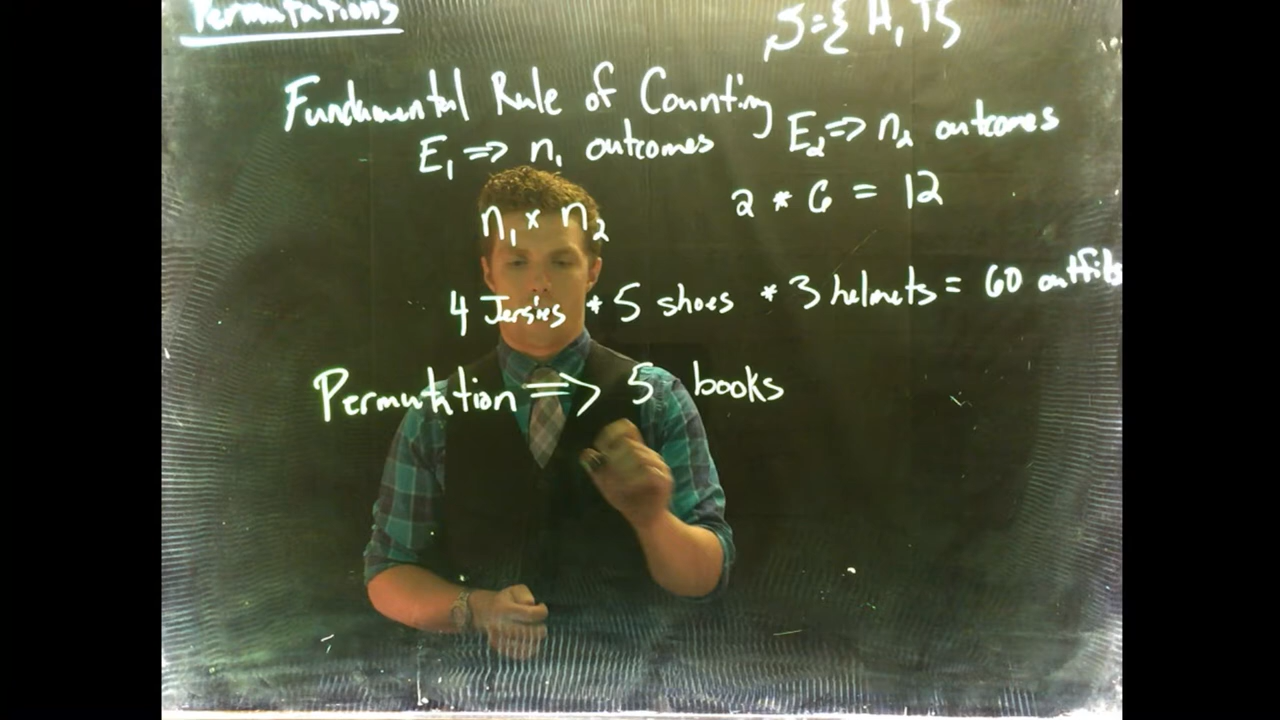 Permutations
S={H,T}
Fundamental Rule of Counting
E₁ => n₁ outcomes E₂ => n₂ outcomes
2 * 6 = 12
n₁ x n₂
4 Jersies * 5 shoes * 3 helmets = 60 outfits
Permutation => 5 books